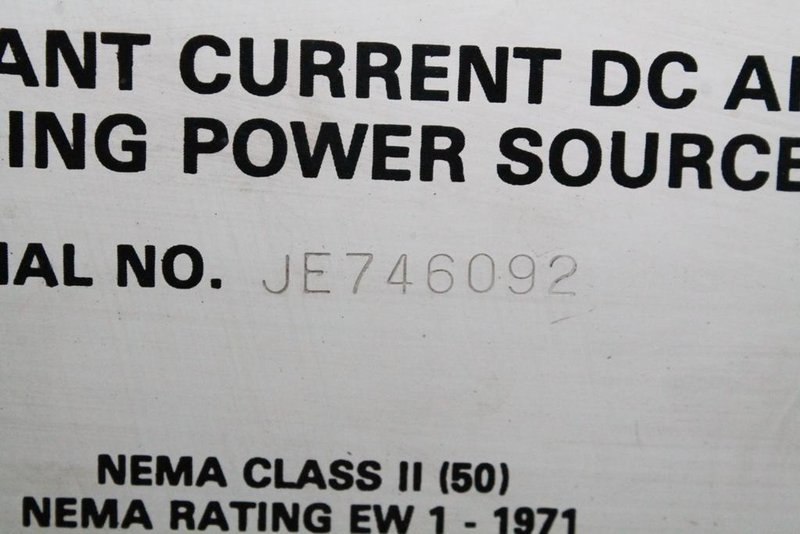 ANT CURRENT DC A
ING POWER SOURCE
IAL NO. JE746092
NEMA CLASS II (50)
NEMA RATING EW 1 - 1971